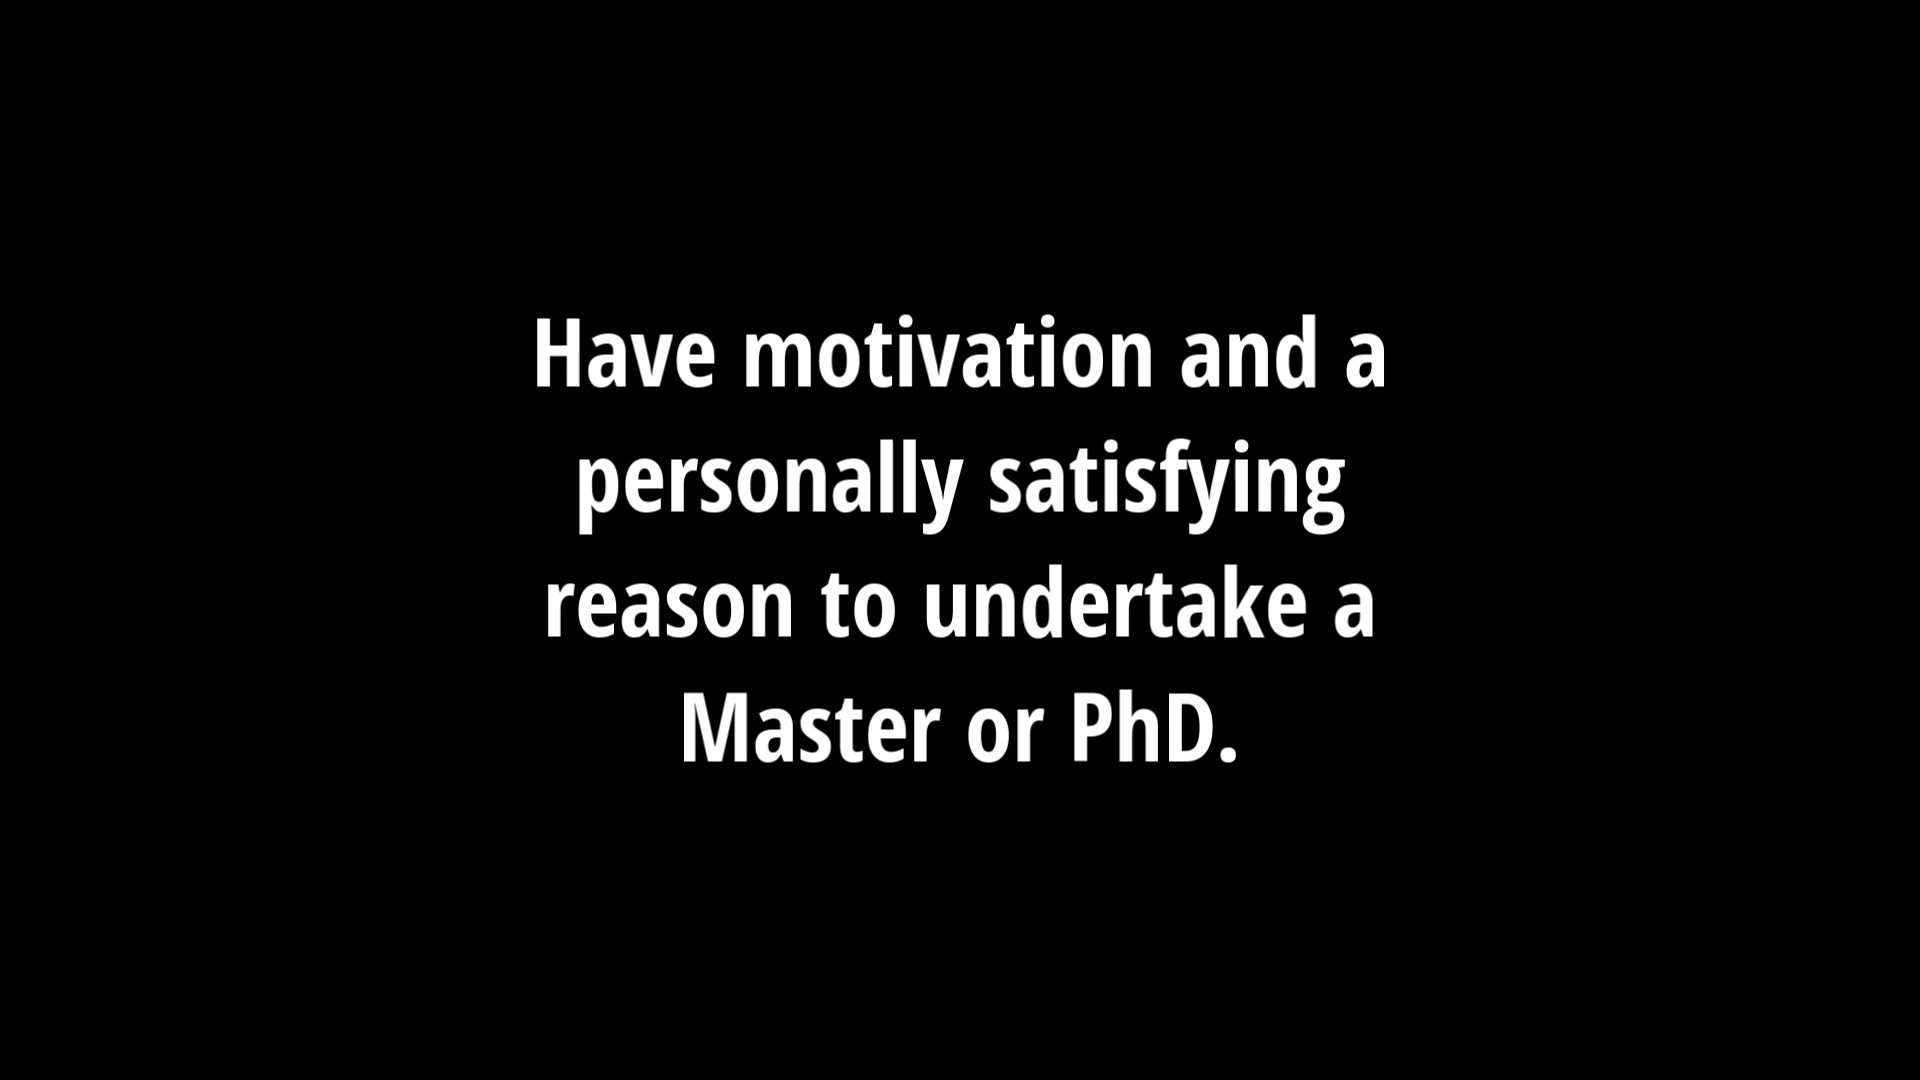 Have motivation and a
personally satisfying
reason to undertake a
Master or PhD.